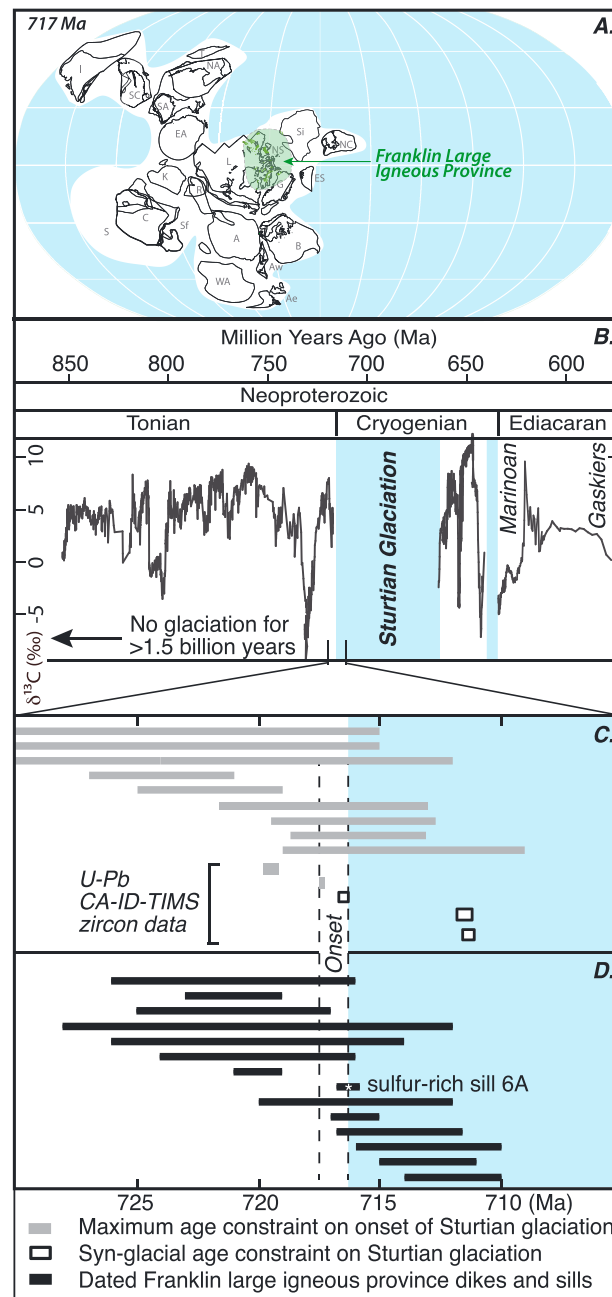 717 Ma
A.
I
SC
SA
NA
EA
Si
NS
NC
L
G
ES
K
R
C
S
Sf
A
B
Aw
WA
Ae
Franklin Large
Igneous Province
Million Years Ago (Ma)
B.
850 800 750 700 650 600
Neoproterozoic
Tonian Cryogenian Ediacaran
10
5
0
-5
δ13C (‰)
Sturtian Glaciation
Marinoan
Gaskiers
No glaciation for
>1.5 billion years
C.
U-Pb
CA-ID-TIMS
zircon data
Onset
D.
* sulfur-rich sill 6A
725 720 715 710 (Ma)
Maximum age constraint on onset of Sturtian glaciation
Syn-glacial age constraint on Sturtian glaciation
Dated Franklin large igneous province dikes and sills